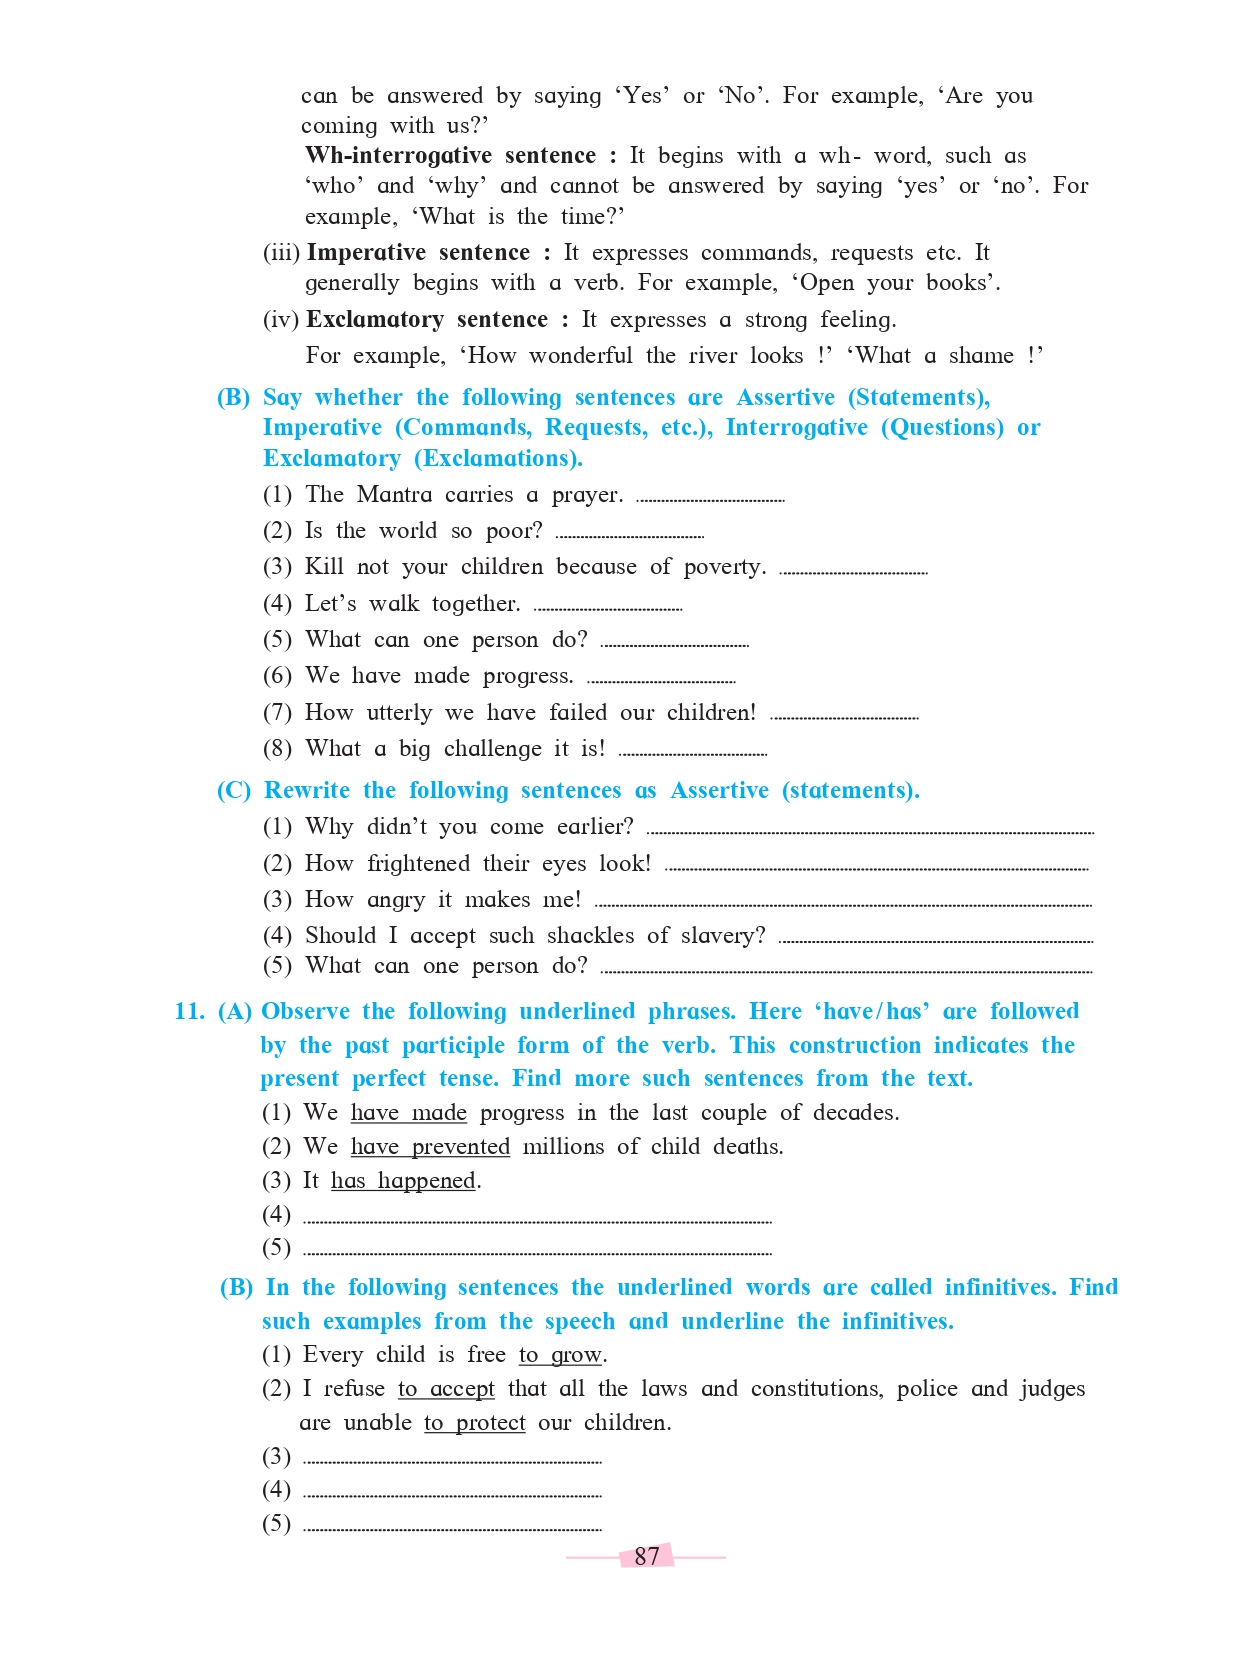 can be answered by saying ‘Yes’ or ‘No’. For example, ‘Are you
coming with us?’
Wh-interrogative sentence : It begins with a wh- word, such as
‘who’ and ‘why’ and cannot be answered by saying ‘yes’ or ‘no’. For
example, ‘What is the time?’
(iii) Imperative sentence : It expresses commands, requests etc. It
generally begins with a verb. For example, ‘Open your books’.
(iv) Exclamatory sentence : It expresses a strong feeling.
For example, ‘How wonderful the river looks !’ ‘What a shame !’
(B) Say whether the following sentences are Assertive (Statements),
Imperative (Commands, Requests, etc.), Interrogative (Questions) or
Exclamatory (Exclamations).
(1) The Mantra carries a prayer. ....................
(2) Is the world so poor? ....................
(3) Kill not your children because of poverty. ....................
(4) Let’s walk together. ....................
(5) What can one person do? ....................
(6) We have made progress. ....................
(7) How utterly we have failed our children! ....................
(8) What a big challenge it is! ....................
(C) Rewrite the following sentences as Assertive (statements).
(1) Why didn’t you come earlier? ....................
(2) How frightened their eyes look! ....................
(3) How angry it makes me! ....................
(4) Should I accept such shackles of slavery? ....................
(5) What can one person do? ....................
11. (A) Observe the following underlined phrases. Here ‘have/has’ are followed
by the past participle form of the verb. This construction indicates the
present perfect tense. Find more such sentences from the text.
(1) We have made progress in the last couple of decades.
(2) We have prevented millions of child deaths.
(3) It has happened.
(4) ....................
(5) ....................
(B) In the following sentences the underlined words are called infinitives. Find
such examples from the speech and underline the infinitives.
(1) Every child is free to grow.
(2) I refuse to accept that all the laws and constitutions, police and judges
are unable to protect our children.
(3) ....................
(4) ....................
(5) ....................
87